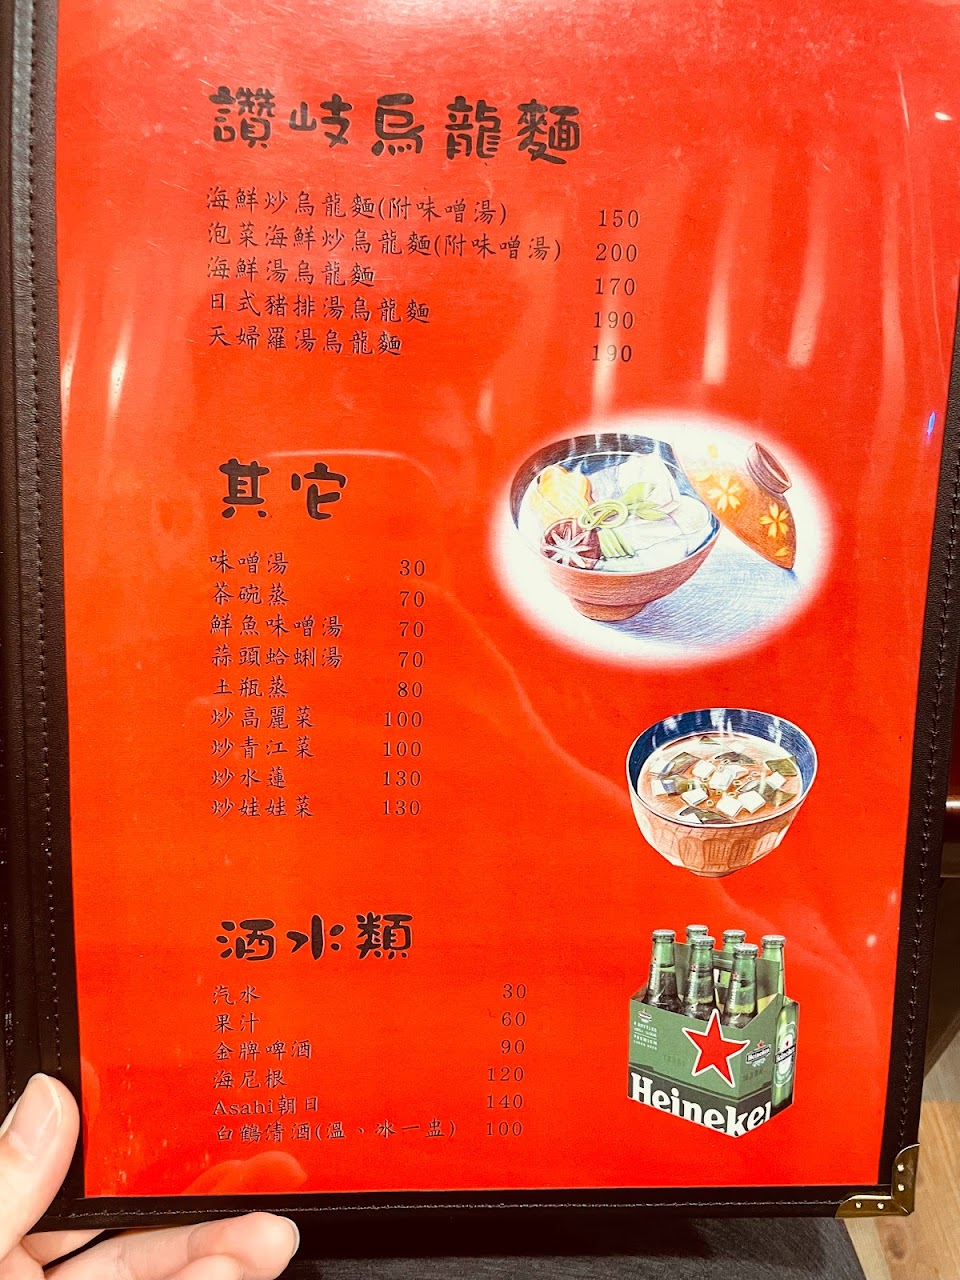 讚岐烏龍麵
海鮮炒烏龍麵(附味噌湯) 150
泡菜海鮮炒烏龍麵(附味噌湯) 200
海鮮湯烏龍麵 170
日式豬排湯烏龍麵 190
天婦羅湯烏龍麵 190
其它
味噌湯 30
茶碗蒸 70
鮮魚味噌湯 70
蒜頭蛤蜊湯 70
土瓶蒸 80
炒高麗菜 100
炒青江菜 100
炒水蓮 130
炒娃娃菜 130
酒水類
汽水 30
果汁 60
金牌啤酒 90
海尼根 120
Asahi朝日 140
白鶴清酒(溫、冰一盅) 100
Heineken